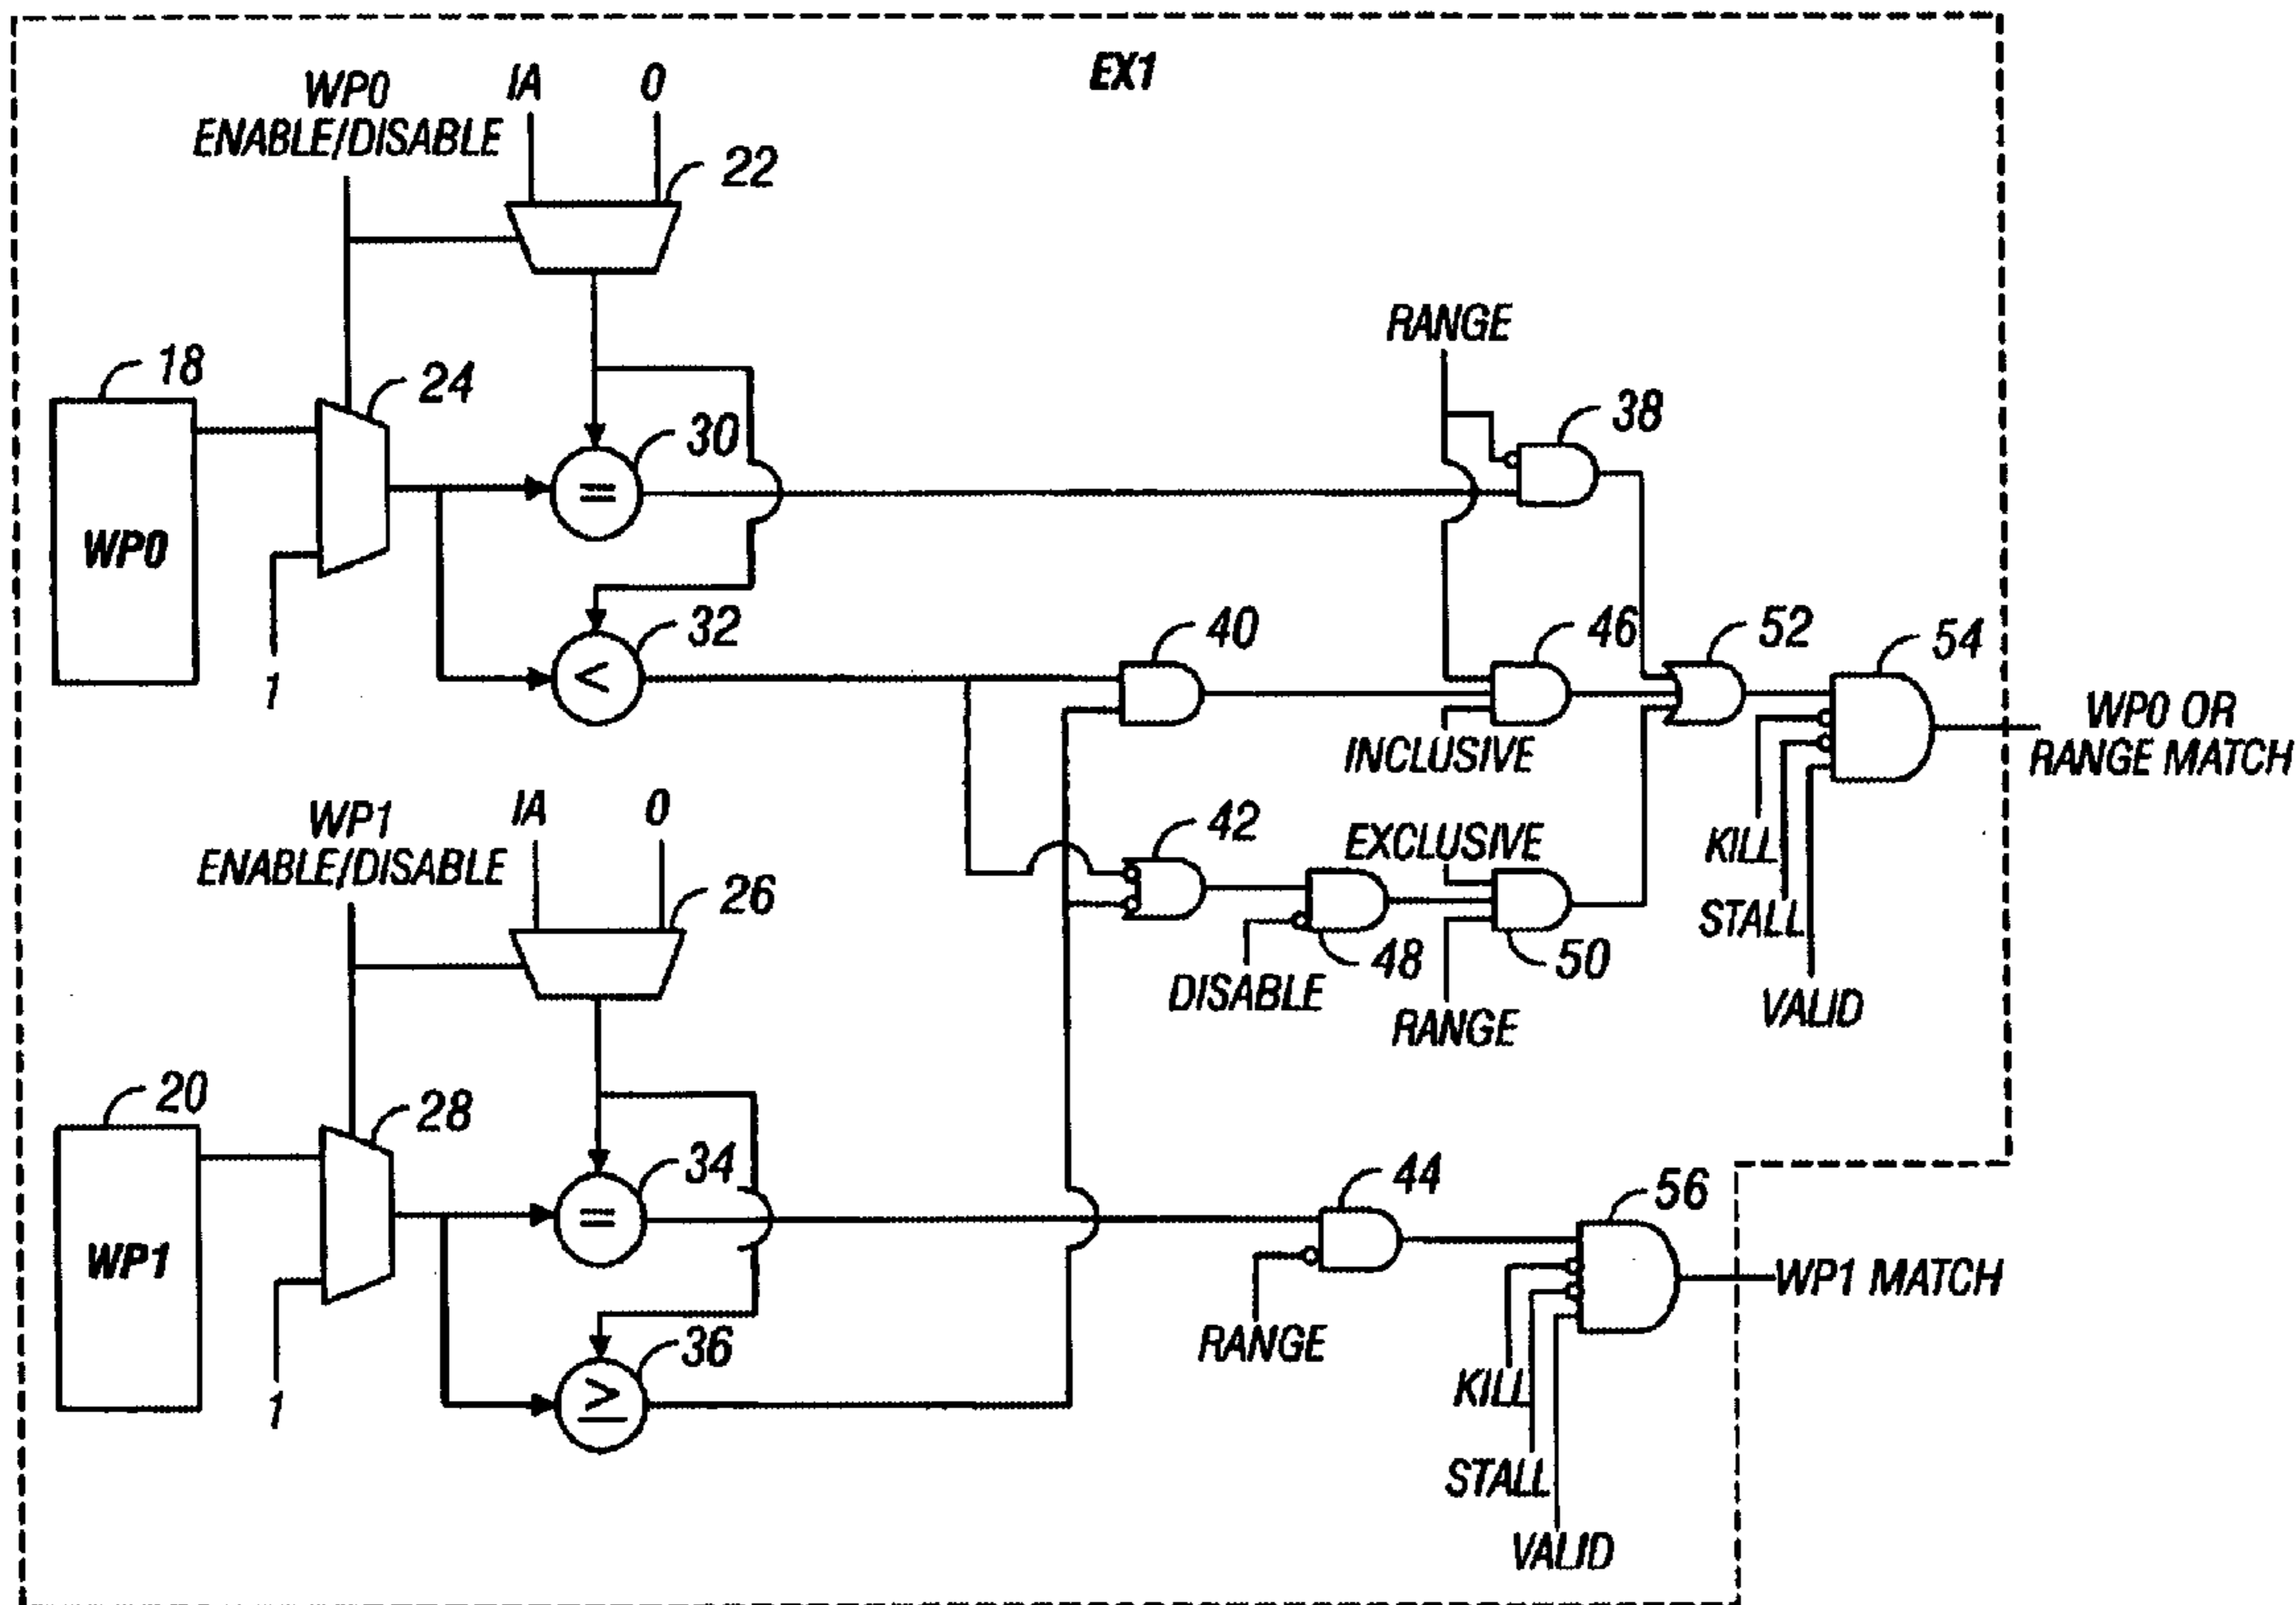 EX1
WP0
ENABLE/DISABLE
IA
0
22
18
24
WP0
1
30
=
32
<
RANGE
38
40
46
52
54
INCLUSIVE
WP0 OR
RANGE MATCH
WP1
ENABLE/DISABLE
IA
0
26
42
EXCLUSIVE
48
50
DISABLE
RANGE
KILL
STALL
VALID
20
28
WP1
1
34
=
36
≥
44
RANGE
56
KILL
STALL
VALID
WP1 MATCH